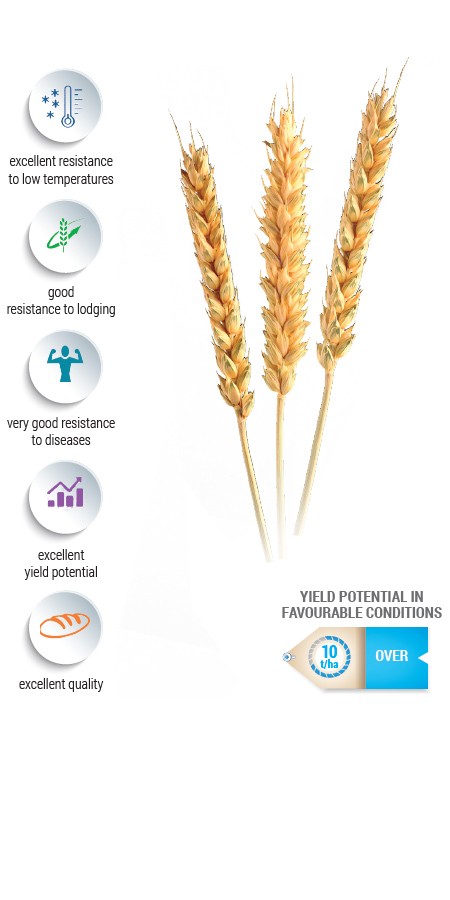 excellent resistance
to low temperatures
good
resistance to lodging
very good resistance
to diseases
excellent
yield potential
excellent quality
YIELD POTENTIAL IN
FAVOURABLE CONDITIONS
10
t/ha
OVER